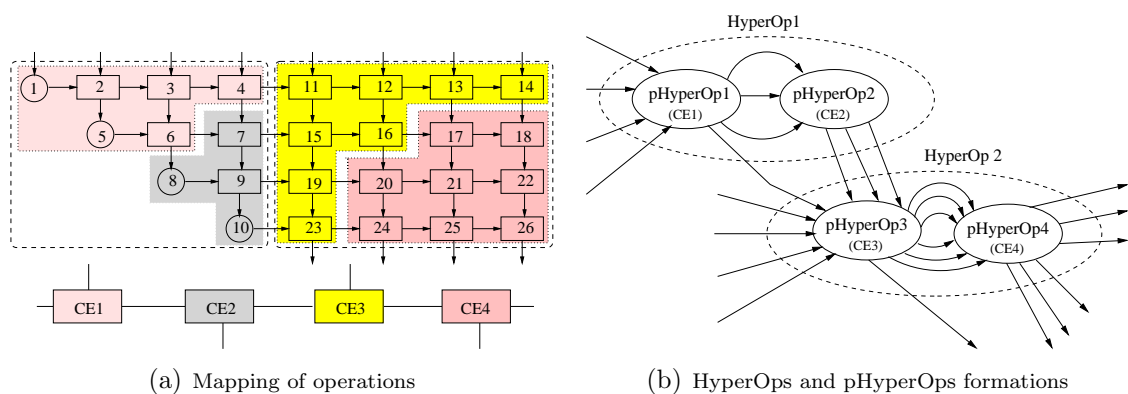 1 2 3 4 11 12 13 14
5 6 7 15 16 17 18
8 9 19 20 21 22
10 23 24 25 26
CE1 CE2 CE3 CE4
(a) Mapping of operations
HyperOp1
pHyperOp1
(CE1)
pHyperOp2
(CE2)
HyperOp 2
pHyperOp3
(CE3)
pHyperOp4
(CE4)
(b) HyperOps and pHyperOps formations